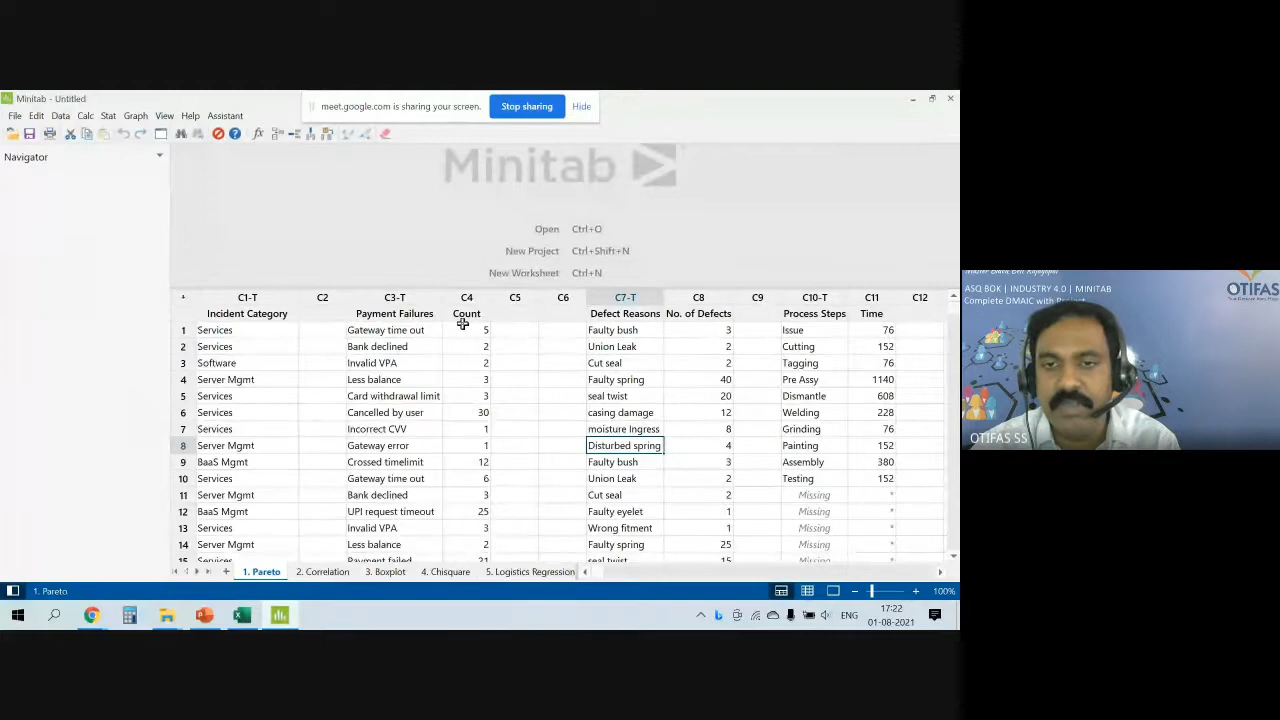 Minitab - Untitled
meet.google.com is sharing your screen. Stop sharing Hide
File Edit Data Calc Stat Graph View Help Assistant
Navigator
Minitab
Open Ctrl+O
New Project Ctrl+Shift+N
New Worksheet Ctrl+N
C1-T C2 C3-T C4 C5 C6 C7-T C8 C9 C10-T C11 C12
Incident Category Payment Failures Count Defect Reasons No. of Defects Process Steps Time
1 Services Gateway time out 5 Faulty bush 3 Issue 76
2 Services Bank declined 2 Union Leak 2 Cutting 152
3 Software Invalid VPA 2 Cut seal 2 Tagging 76
4 Server Mgmt Less balance 3 Faulty spring 40 Pre Assy 1140
5 Services Card withdrawal limit 3 seal twist 20 Dismantle 608
6 Services Cancelled by user 30 casing damage 12 Welding 228
7 Services Incorrect CVV 1 moisture Ingress 8 Grinding 76
8 Server Mgmt Gateway error 1 Disturbed spring 4 Painting 152
9 BaaS Mgmt Crossed timelimit 12 Faulty bush 3 Assembly 380
10 Services Gateway time out 6 Union Leak 2 Testing 152
11 Server Mgmt Bank declined 3 Cut seal 2 Missing *
12 BaaS Mgmt UPI request timeout 25 Faulty eyelet 1 Missing *
13 Services Invalid VPA 3 Wrong fitment 1 Missing *
14 Server Mgmt Less balance 2 Faulty spring 25 Missing *
15 Services Payment failed 21 seal twist 15 Missing *
1. Pareto 2. Correlation 3. Boxplot 4. Chisquare 5. Logistics Regression
1. Pareto 100%
ENG 17:22
01-08-2021
ASQ BOK | INDUSTRY 4.0 | MINITAB
Complete DMAIC with Project
OTIFAS
OTIFAS SS